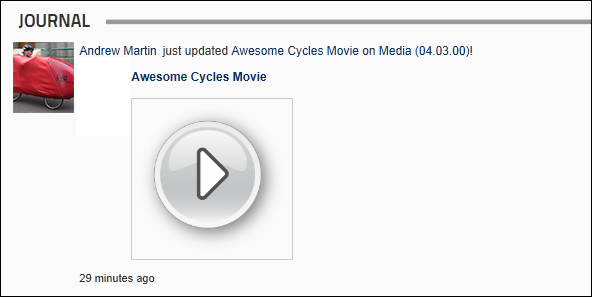 JOURNAL
Andrew Martin just updated Awesome Cycles Movie on Media (04.03.00)!
Awesome Cycles Movie
29 minutes ago